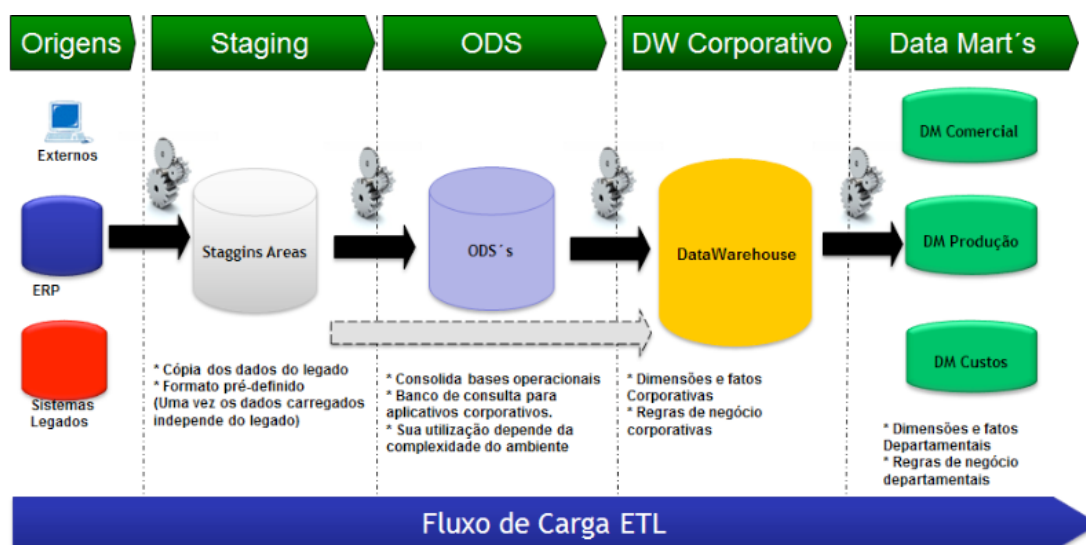 Origens
Staging
ODS
DW Corporativo
Data Mart´s
Externos
ERP
Sistemas
Legados
Staggins Areas
ODS´s
DataWarehouse
DM Comercial
DM Produção
DM Custos
* Cópia dos dados do legado
* Formato pré-definido
(Uma vez os dados carregados
independe do legado)
* Consolida bases operacionais
* Banco de consulta para
aplicativos corporativos.
* Sua utilização depende da
complexidade do ambiente
* Dimensões e fatos
Corporativas
* Regras de negócio
corporativas
* Dimensões e fatos
Departamentais
* Regras de negócio
departamentais
Fluxo de Carga ETL